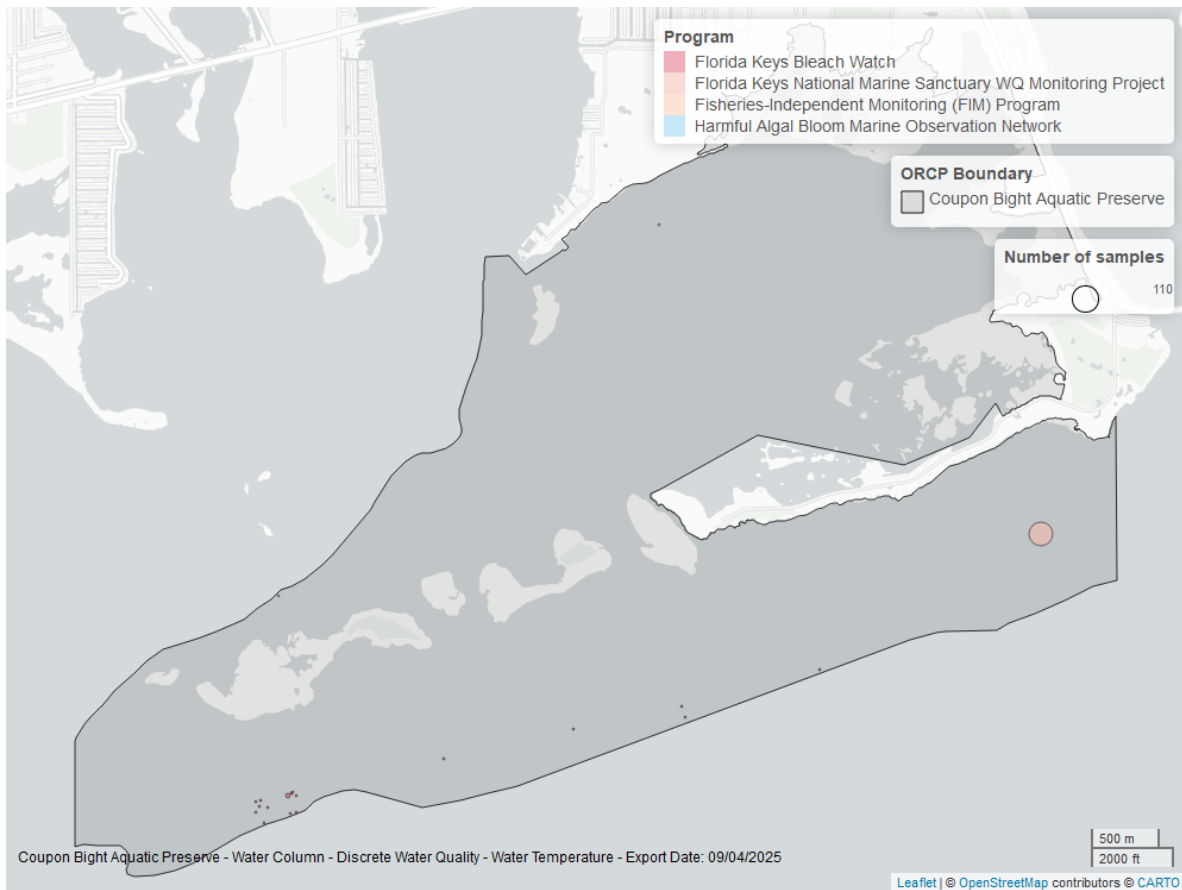 Program
Florida Keys Bleach Watch
Florida Keys National Marine Sanctuary WQ Monitoring Project
Fisheries-Independent Monitoring (FIM) Program
Harmful Algal Bloom Marine Observation Network
ORCP Boundary
Coupon Bight Aquatic Preserve
Number of samples
110
500 m
2000 ft
Coupon Bight Aquatic Preserve - Water Column - Discrete Water Quality - Water Temperature - Export Date: 09/04/2025
Leaflet | © OpenStreetMap contributors © CARTO